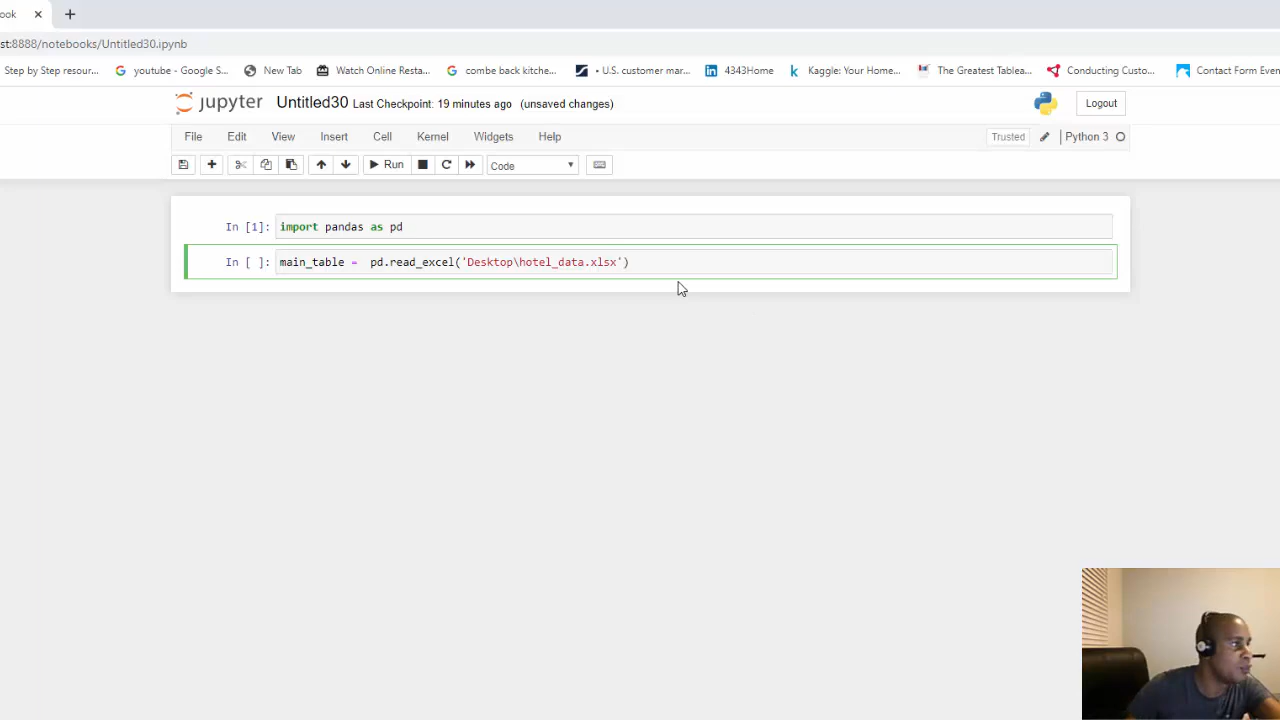 ook
st:8888/notebooks/Untitled30.ipynb
Step by Step resour... youtube - Google S... New Tab Watch Online Resta... combe back kitche... • U.S. customer mar... 4343Home Kaggle: Your Home... The Greatest Tablea... Conducting Custo... Contact Form Even
jupyter Untitled30 Last Checkpoint: 19 minutes ago (unsaved changes) Logout
File Edit View Insert Cell Kernel Widgets Help Trusted Python 3
Run Code
In [1]: import pandas as pd
In [ ]: main_table = pd.read_excel('Desktop\hotel_data.xlsx')